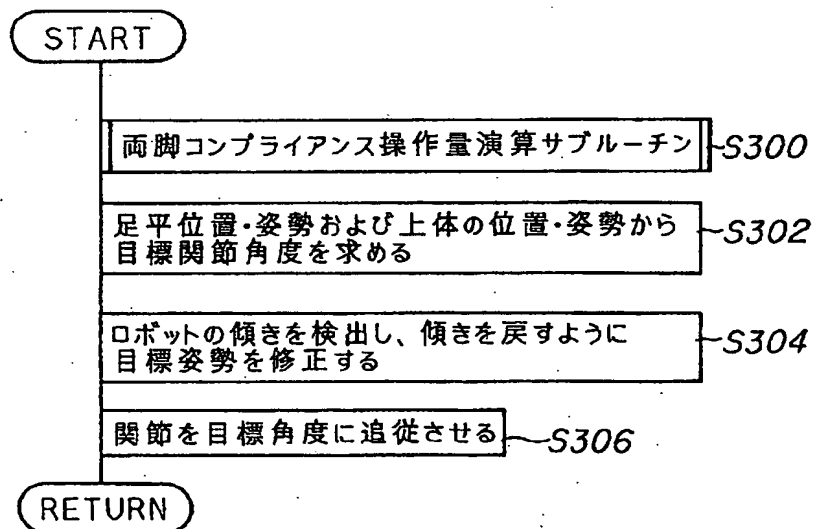 START
両脚コンプライアンス操作量演算サブルーチン
S300
足平位置・姿勢および上体の位置・姿勢から
目標関節角度を求める
S302
ロボットの傾きを検出し、傾きを戻すように
目標姿勢を修正する
S304
関節を目標角度に追従させる
S306
RETURN